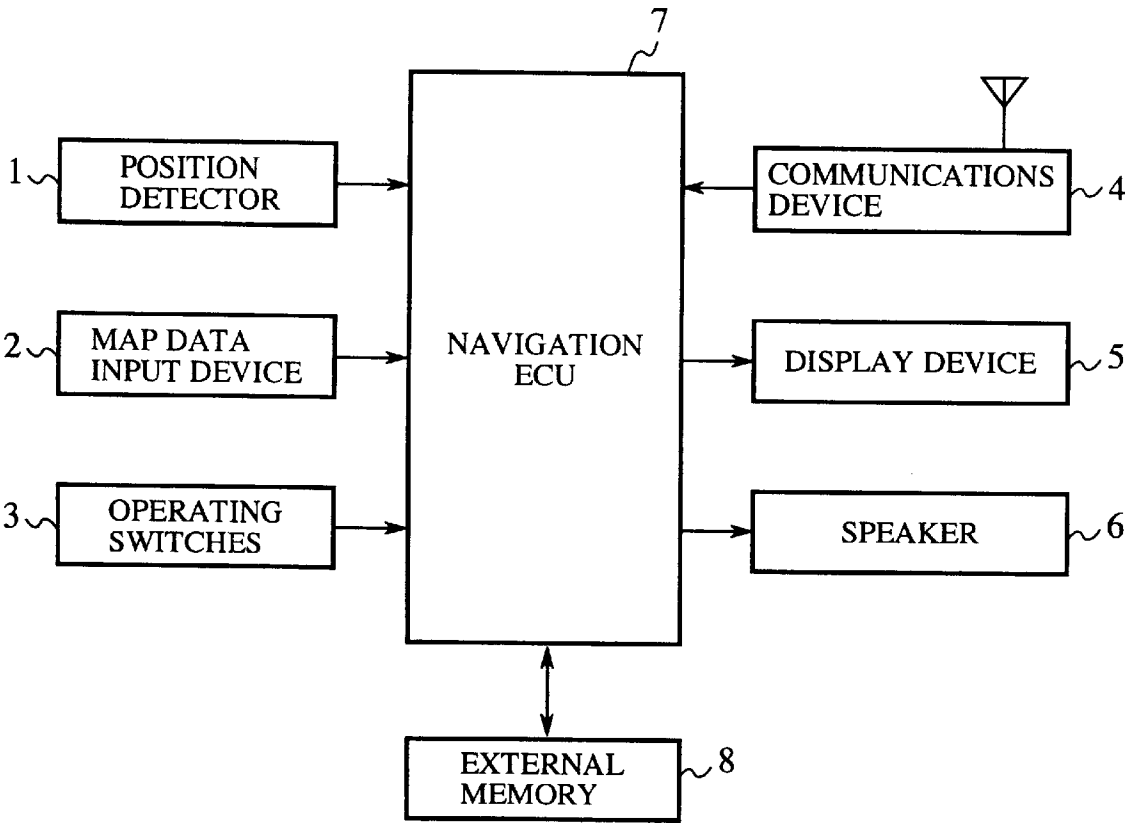 7
1
POSITION
DETECTOR
COMMUNICATIONS
DEVICE
4
2
MAP DATA
INPUT DEVICE
NAVIGATION
ECU
DISPLAY DEVICE
5
3
OPERATING
SWITCHES
SPEAKER
6
EXTERNAL
MEMORY
8